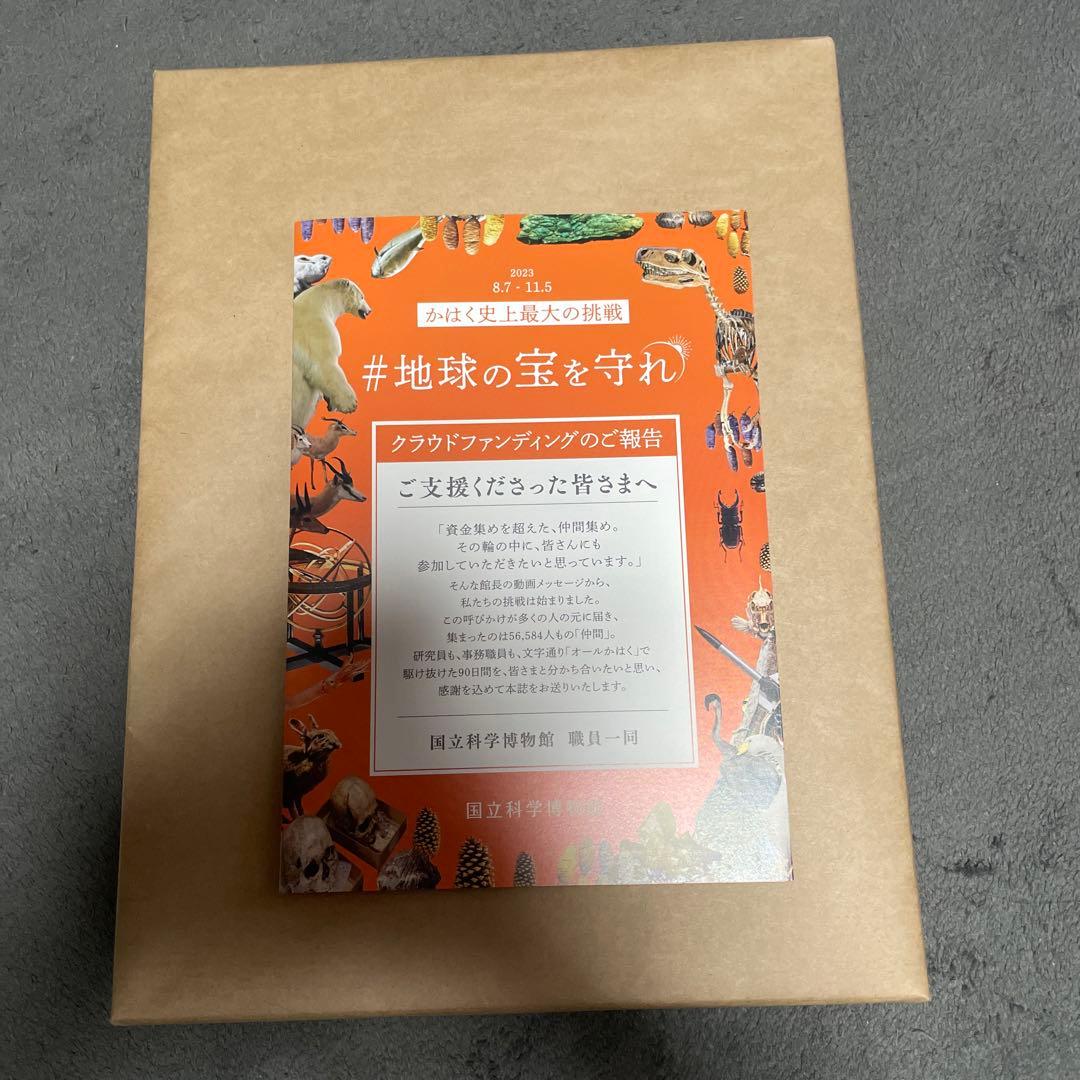 2023
8.7 - 11.5
かはく史上最大の挑戦
#地球の宝を守れ
クラウドファンディングのご報告
ご支援くださった皆さまへ
「資金集めを超えた、仲間集め。
その輪の中に、皆さんにも
参加していただきたいと思っています。」
そんな館長の動画メッセージから、
私たちの挑戦は始まりました。
この呼びかけが多くの人の元に届き、
集まったのは56,584人もの「仲間」。
研究員も、事務職員も、文字通り「オールかはく」で
駆け抜けた90日間を、皆さまと分かち合いたいと思い、
感謝を込めて本誌をお送りいたします。
国立科学博物館 職員一同
国立科学博物館